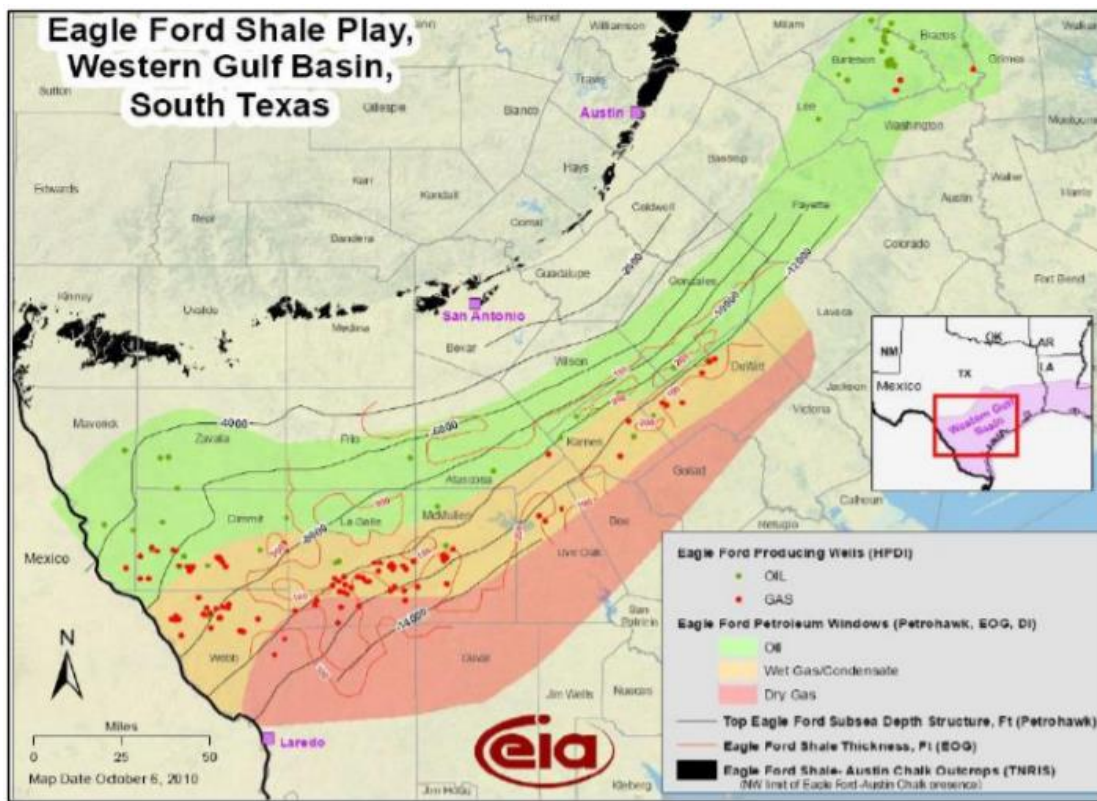 Eagle Ford Shale Play,
Western Gulf Basin,
South Texas
Burnet
Williamson
Milam
Brazos
Grimes
Burleson
Sutton
Gillespie
Blanco
Travis
Austin
Lee
Washington
Hays
Bastrop
Edwards
Kerr
Kendall
Comal
Caldwell
Fayette
Austin
Waller
Harris
Real
Bandera
Guadalupe
-2000
Gonzales
-12000
Colorado
Fort Bend
Kinney
Uvalde
Medina
San Antonio
Bexar
-10000
Lavaca
Wilson
DeWitt
Jackson
Victoria
Maverick
Zavala
-4000
Frio
-6000
Karnes
Goliad
Atascosa
Dimmit
La Salle
McMullen
-8000
Bee
Live Oak
Refugio
Calhoun
Mexico
-14000
Webb
Duval
San
Patricio
Jim Wells
Nueces
Laredo
Jim Hogg
Kleberg
NM
OK
AR
TX
LA
Mexico
Western Gulf
Basin
N
Miles
0 25 50
Map Date October 6, 2010
eia
Eagle Ford Producing Wells (HPDI)
OIL
GAS
Eagle Ford Petroleum Windows (Petrohawk, EOG, DI)
Oil
Wet Gas/Condensate
Dry Gas
Top Eagle Ford Subsea Depth Structure, Ft (Petrohawk)
Eagle Ford Shale Thickness, Ft (EOG)
Eagle Ford Shale- Austin Chalk Outcrops (TNRIS)
(NW limit of Eagle Ford-Austin Chalk presence)